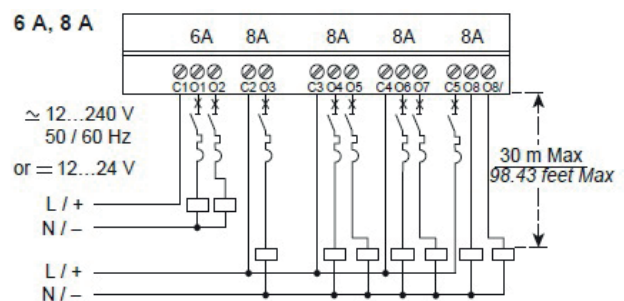 6 A, 8 A
6A 8A 8A 8A 8A
C1 O1 O2 C2 O3 C3 O4 O5 C4 O6 O7 C5 O8 O8/
≃ 12...240 V
50 / 60 Hz
or ⎓ 12...24 V
30 m Max
98.43 feet Max
L / +
N / –
L / +
N / –